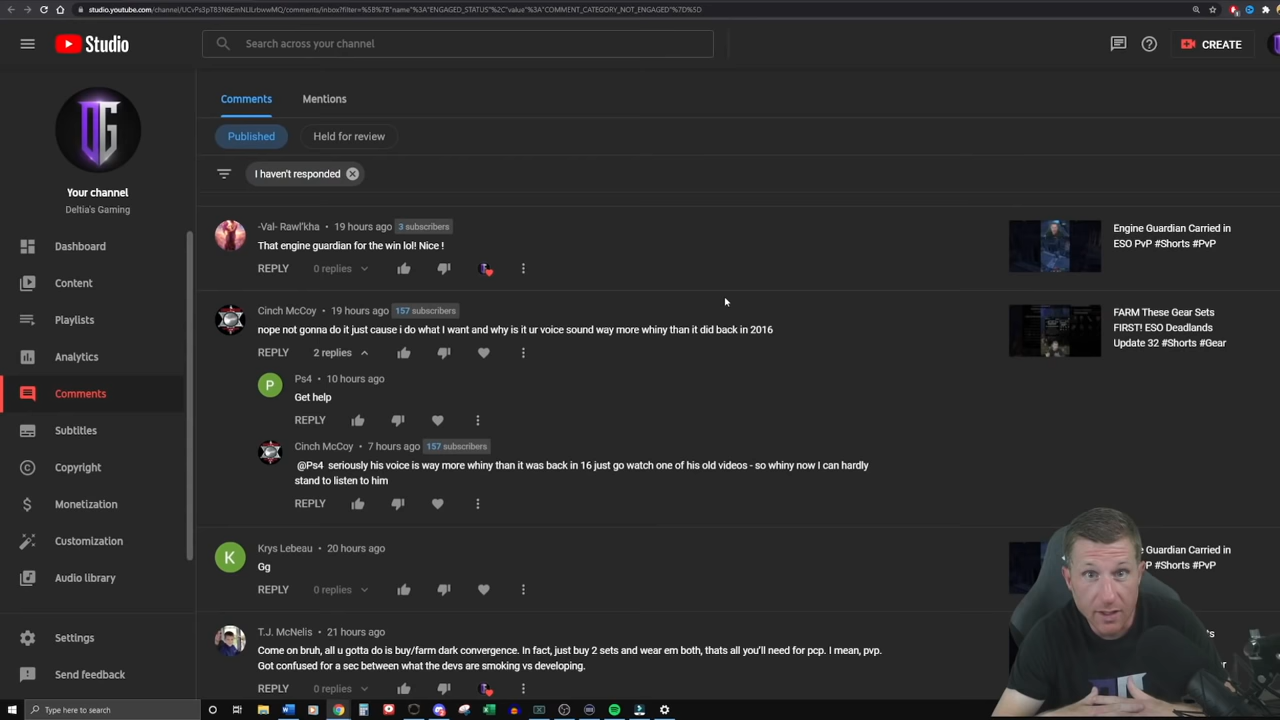 studio.youtube.com/channel/UCvPs3pT83N6EmNLILrbwwMQ/comments/inbox?filter=%5B%7B"name"%3A"ENGAGED_STATUS"%2C"value"%3A"COMMENT_CATEGORY_NOT_ENGAGED"%7D%5D
Studio
Search across your channel
CREATE
DG
Your channel
Deltia's Gaming
Dashboard
Content
Playlists
Analytics
Comments
Subtitles
Copyright
Monetization
Customization
Audio library
Settings
Send feedback
Comments
Mentions
Published
Held for review
I haven't responded
-Val- Rawl'kha • 19 hours ago 3 subscribers
That engine guardian for the win lol! Nice !
REPLY 0 replies
Engine Guardian Carried in
ESO PvP #Shorts #PvP
Cinch McCoy • 19 hours ago 157 subscribers
nope not gonna do it just cause i do what I want and why is it ur voice sound way more whiny than it did back in 2016
REPLY 2 replies
FARM These Gear Sets
FIRST! ESO Deadlands
Update 32 #Shorts #Gear
P
Ps4 • 10 hours ago
Get help
REPLY
Cinch McCoy • 7 hours ago 157 subscribers
@Ps4 seriously his voice is way more whiny than it was back in 16 just go watch one of his old videos - so whiny now I can hardly
stand to listen to him
REPLY
K
Krys Lebeau • 20 hours ago
Gg
REPLY 0 replies
Guardian Carried in
#Shorts #PvP
T.J. McNelis • 21 hours ago
Come on bruh, all u gotta do is buy/farm dark convergence. In fact, just buy 2 sets and wear em both, thats all you'll need for pcp. I mean, pvp.
Got confused for a sec between what the devs are smoking vs developing.
REPLY 0 replies
Type here to search